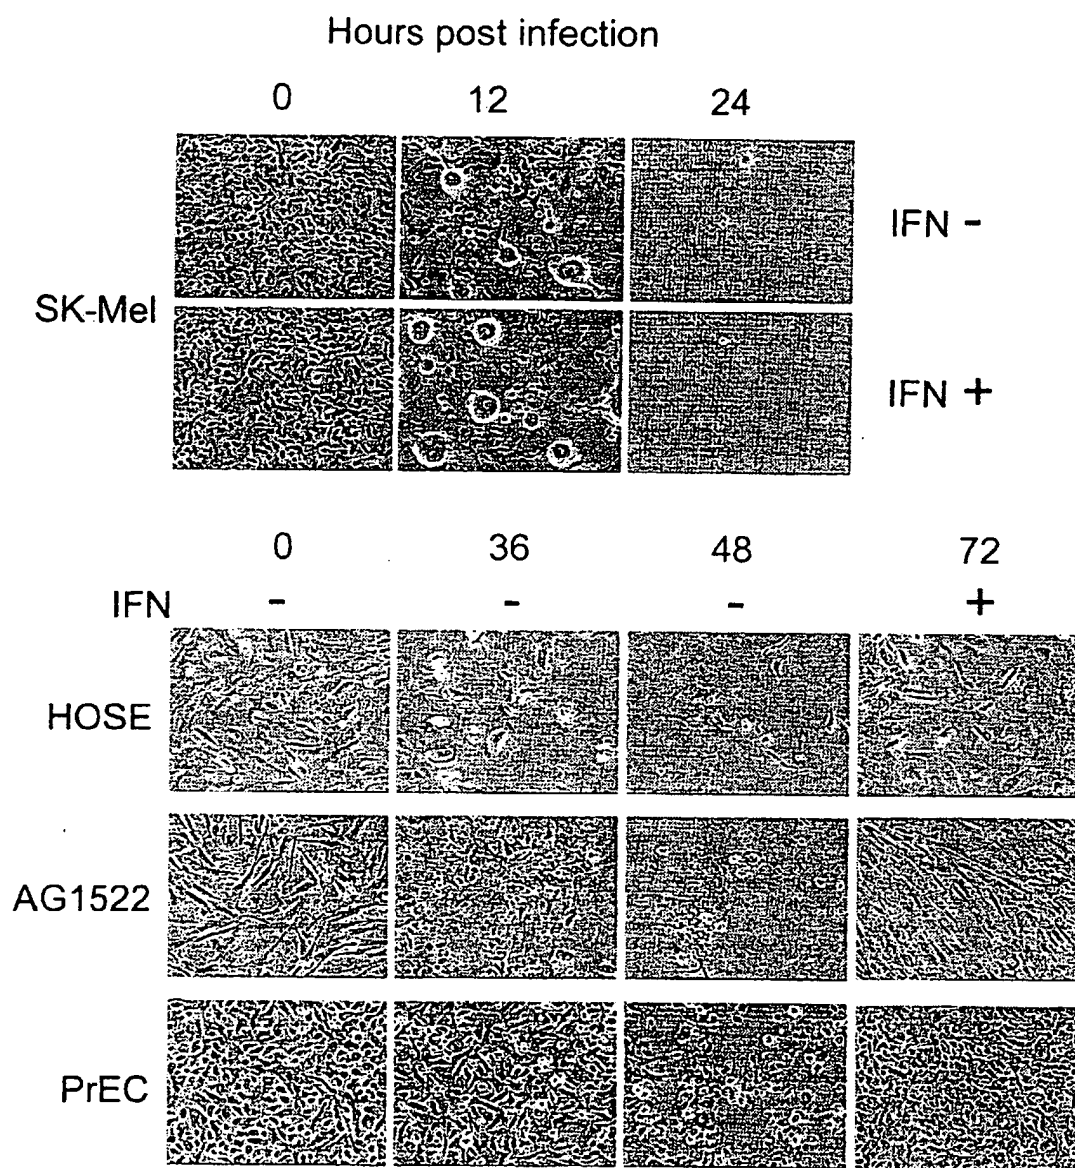 Hours post infection
0 12 24
IFN -
SK-Mel
IFN +
0 36 48 72
IFN - - - +
HOSE
AG1522
PrEC